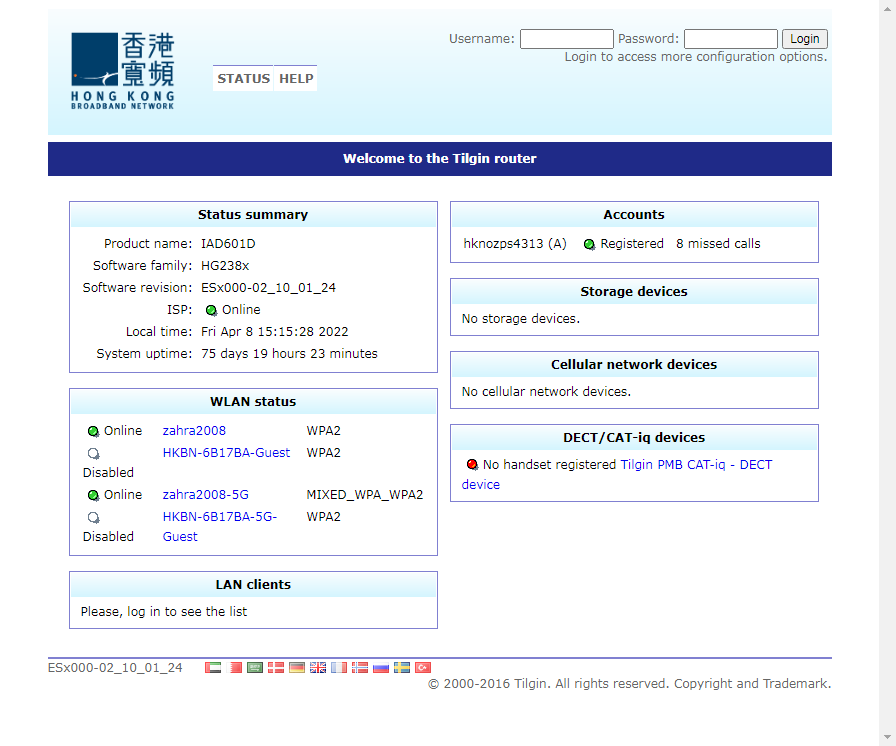 香港
寬頻
HONG KONG
BROADBAND NETWORK
STATUS HELP
Username: Password: Login
Login to access more configuration options.
Welcome to the Tilgin router
Status summary
Product name: IAD601D
Software family: HG238x
Software revision: ESx000-02_10_01_24
ISP: Online
Local time: Fri Apr 8 15:15:28 2022
System uptime: 75 days 19 hours 23 minutes
WLAN status
Online zahra2008 WPA2
HKBN-6B17BA-Guest WPA2
Disabled
Online zahra2008-5G MIXED_WPA_WPA2
HKBN-6B17BA-5G- WPA2
Disabled Guest
LAN clients
Please, log in to see the list
Accounts
hknozps4313 (A) Registered 8 missed calls
Storage devices
No storage devices.
Cellular network devices
No cellular network devices.
DECT/CAT-iq devices
No handset registered Tilgin PMB CAT-iq - DECT
device
ESx000-02_10_01_24
© 2000-2016 Tilgin. All rights reserved. Copyright and Trademark.